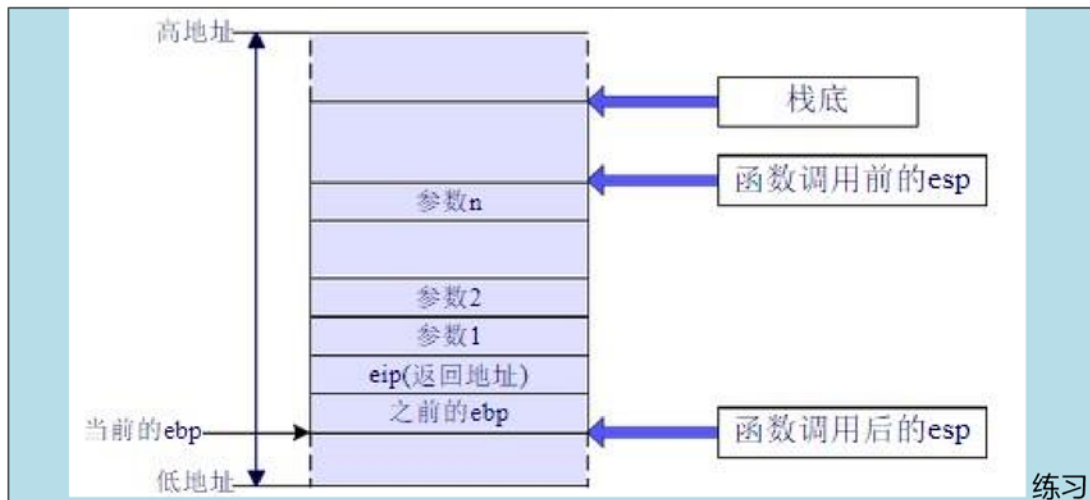 高地址
栈底
函数调用前的esp
参数n
参数2
参数1
eip(返回地址)
之前的ebp
当前的ebp
函数调用后的esp
低地址
练习